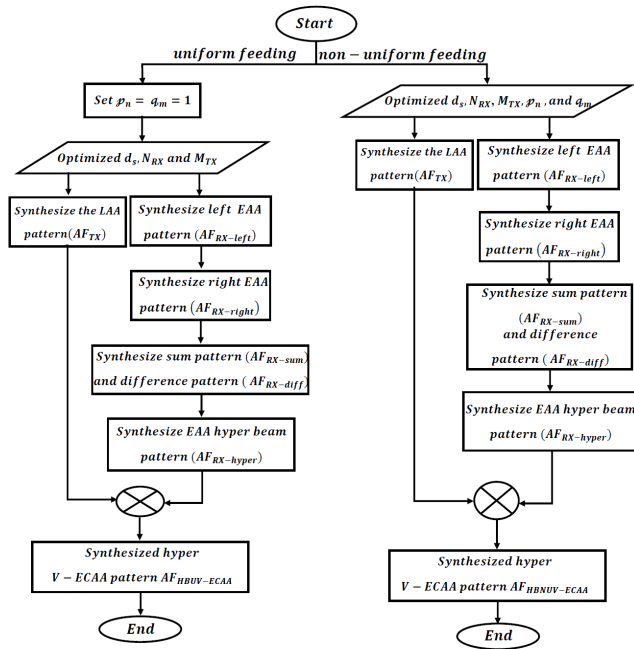 Start
uniform feeding
non − uniform feeding
Set 𝓅n = qm = 1
Optimized ds, NRX and MTX
Synthesize the LAA
pattern(AFTX)
Synthesize left EAA
pattern (AFRX−left)
Synthesize right EAA
pattern (AFRX−right)
Synthesize sum pattern (AFRX−sum)
and difference pattern (AFRX−diff)
Synthesize EAA hyper beam
pattern (AFRX−hyper)
Synthesized hyper
V − ECAA pattern AFHBUV−ECAA
End
Optimized ds, NRX, MTX, 𝓅n, and qm
Synthesize the LAA
pattern(AFTX)
Synthesize left EAA
pattern (AFRX−left)
Synthesize right EAA
pattern (AFRX−right)
Synthesize sum pattern
(AFRX−sum)
and difference
pattern (AFRX−diff)
Synthesize EAA hyper beam
pattern (AFRX−hyper)
Synthesized hyper
V − ECAA pattern AFHBNUV−ECAA
End